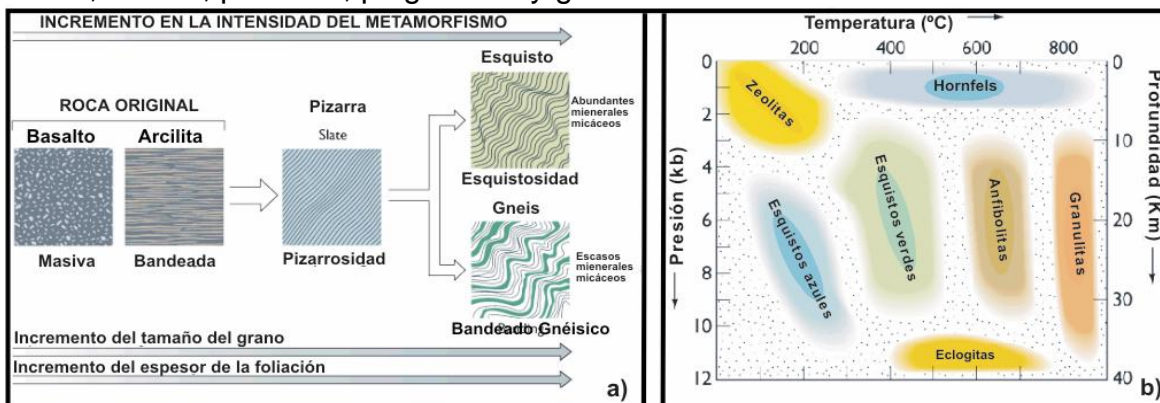 INCREMENTO EN LA INTENSIDAD DEL METAMORFISMO
ROCA ORIGINAL
Basalto
Arcilita
Masiva
Bandeada
Pizarra
Slate
Pizarrosidad
Esquisto
Abundantes
mienerales
micáceos
Esquistosidad
Gneis
Escasos
mienerales
micáceos
Bandeado Gnéisico
Incremento del tamaño del grano
Incremento del espesor de la foliación
a)
Temperatura (ºC)
200
400
600
800
Presión (kb)
0
2
4
6
8
10
12
Profundidad (Km)
0
10
20
30
40
Zeolitas
Hornfels
Esquistos azules
Esquistos verdes
Anfibolitas
Granulitas
Eclogitas
b)